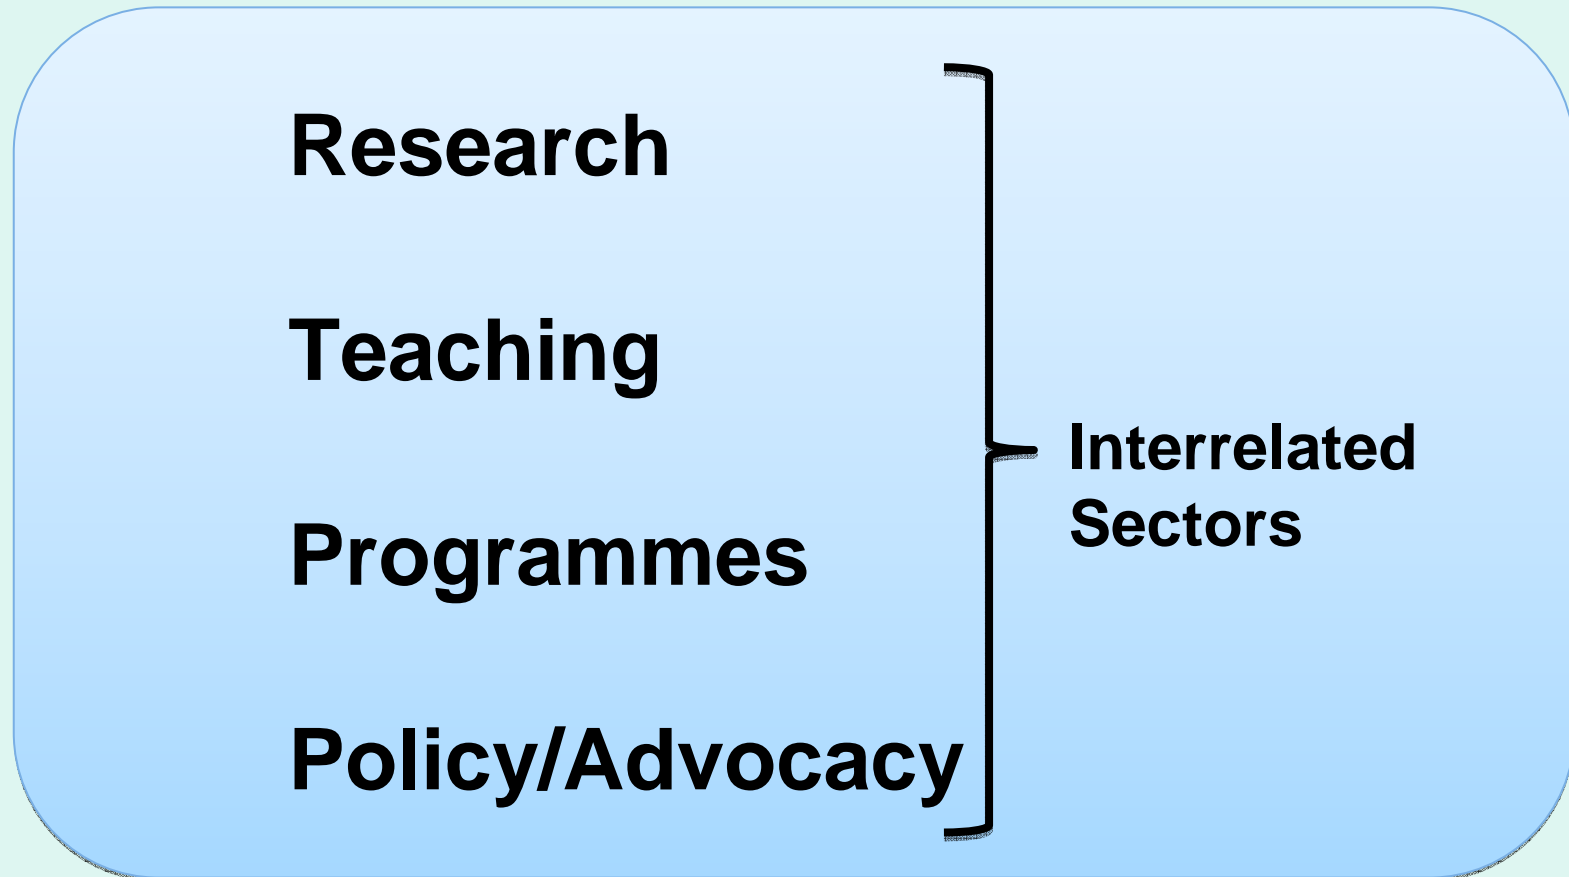 Research
Teaching
Programmes
Policy/Advocacy
Interrelated
Sectors